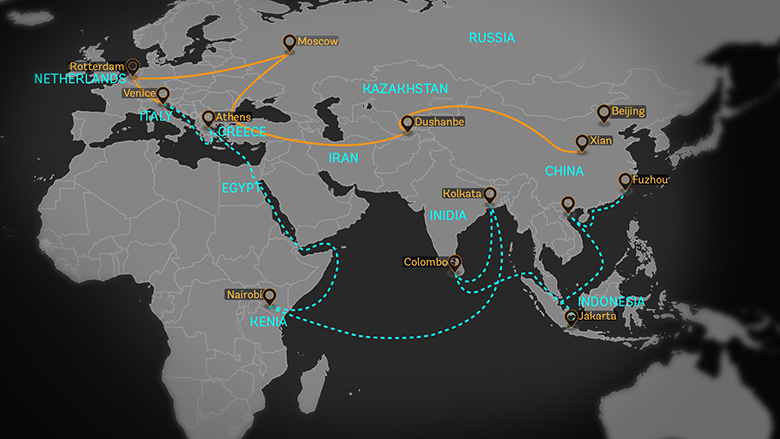 RUSSIA
Moscow
Rotterdam
NETHERLANDS
KAZAKHSTAN
Venice
ITALY
Athens
GREECE
Dushanbe
Beijing
Xian
IRAN
CHINA
Fuzhou
EGYPT
Kolkata
INIDIA
Colombo
Nairobi
KENIA
INDONESIA
Jakarta